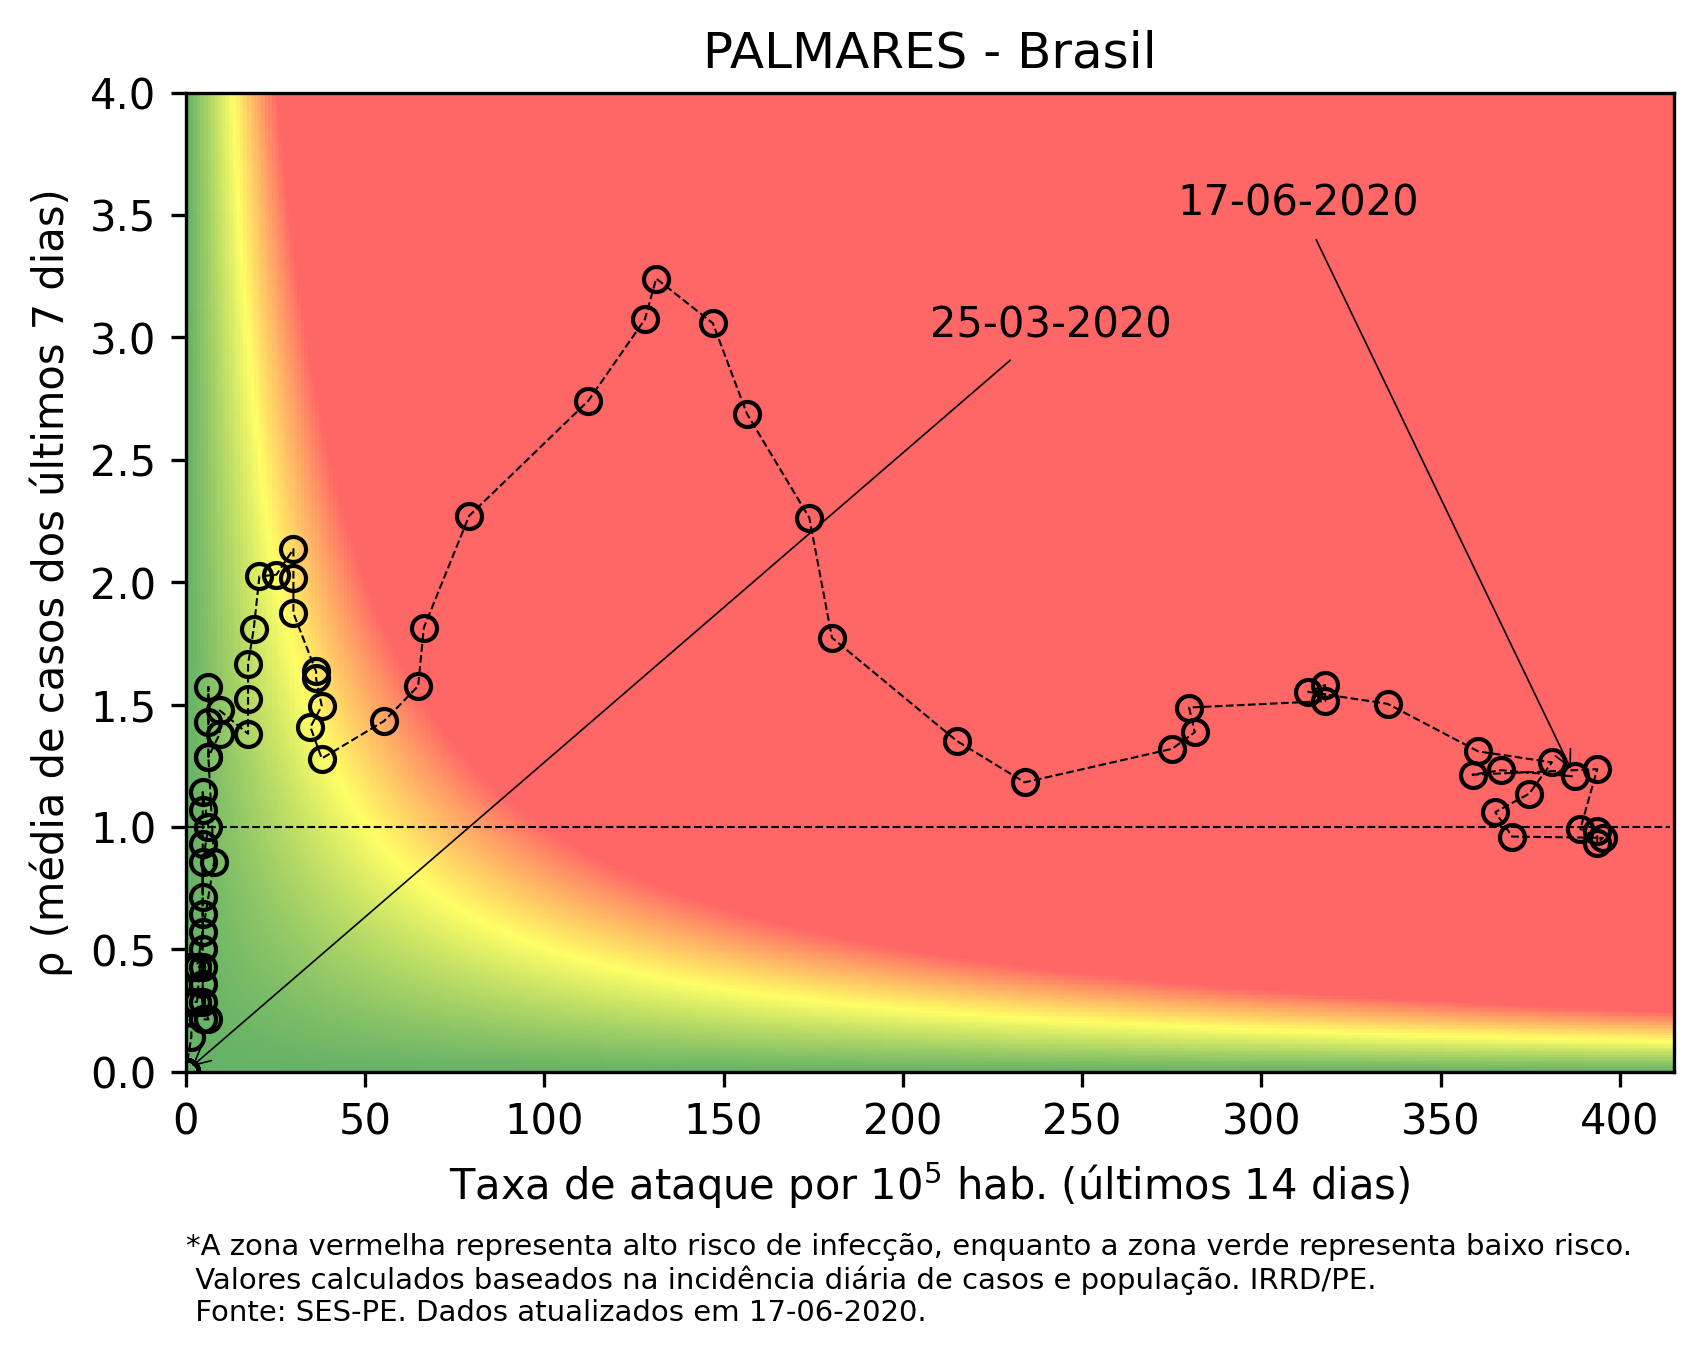 PALMARES - Brasil
4.0
3.5
3.0
2.5
2.0
1.5
1.0
0.5
0.0
ρ (média de casos dos últimos 7 dias)
17-06-2020
25-03-2020
0 50 100 150 200 250 300 350 400
Taxa de ataque por 10⁵ hab. (últimos 14 dias)
*A zona vermelha representa alto risco de infecção, enquanto a zona verde representa baixo risco.
Valores calculados baseados na incidência diária de casos e população. IRRD/PE.
Fonte: SES-PE. Dados atualizados em 17-06-2020.